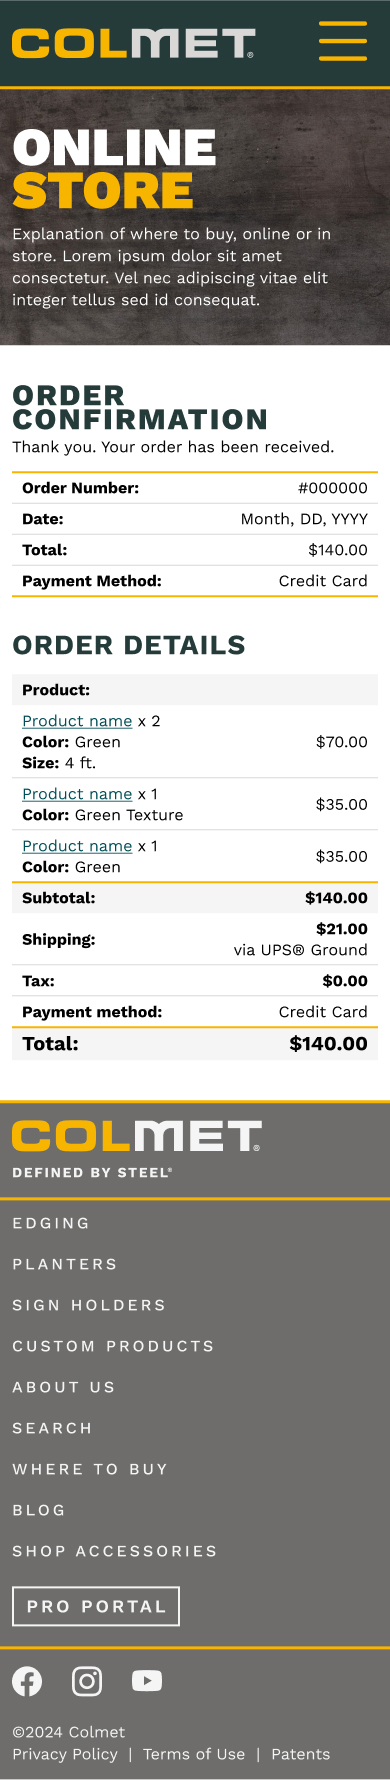 COLMET®
ONLINE
STORE
Explanation of where to buy, online or in
store. Lorem ipsum dolor sit amet
consectetur. Vel nec adipiscing vitae elit
integer tellus sed id consequat.
ORDER
CONFIRMATION
Thank you. Your order has been received.
Order Number: #000000
Date: Month, DD, YYYY
Total: $140.00
Payment Method: Credit Card
ORDER DETAILS
Product:
Product name x 2
Color: Green $70.00
Size: 4 ft.
Product name x 1
Color: Green Texture $35.00
Product name x 1
Color: Green $35.00
Subtotal: $140.00
Shipping: $21.00
via UPS® Ground
Tax: $0.00
Payment method: Credit Card
Total: $140.00
COLMET®
DEFINED BY STEEL®
EDGING
PLANTERS
SIGN HOLDERS
CUSTOM PRODUCTS
ABOUT US
SEARCH
WHERE TO BUY
BLOG
SHOP ACCESSORIES
PRO PORTAL
©2024 Colmet
Privacy Policy | Terms of Use | Patents